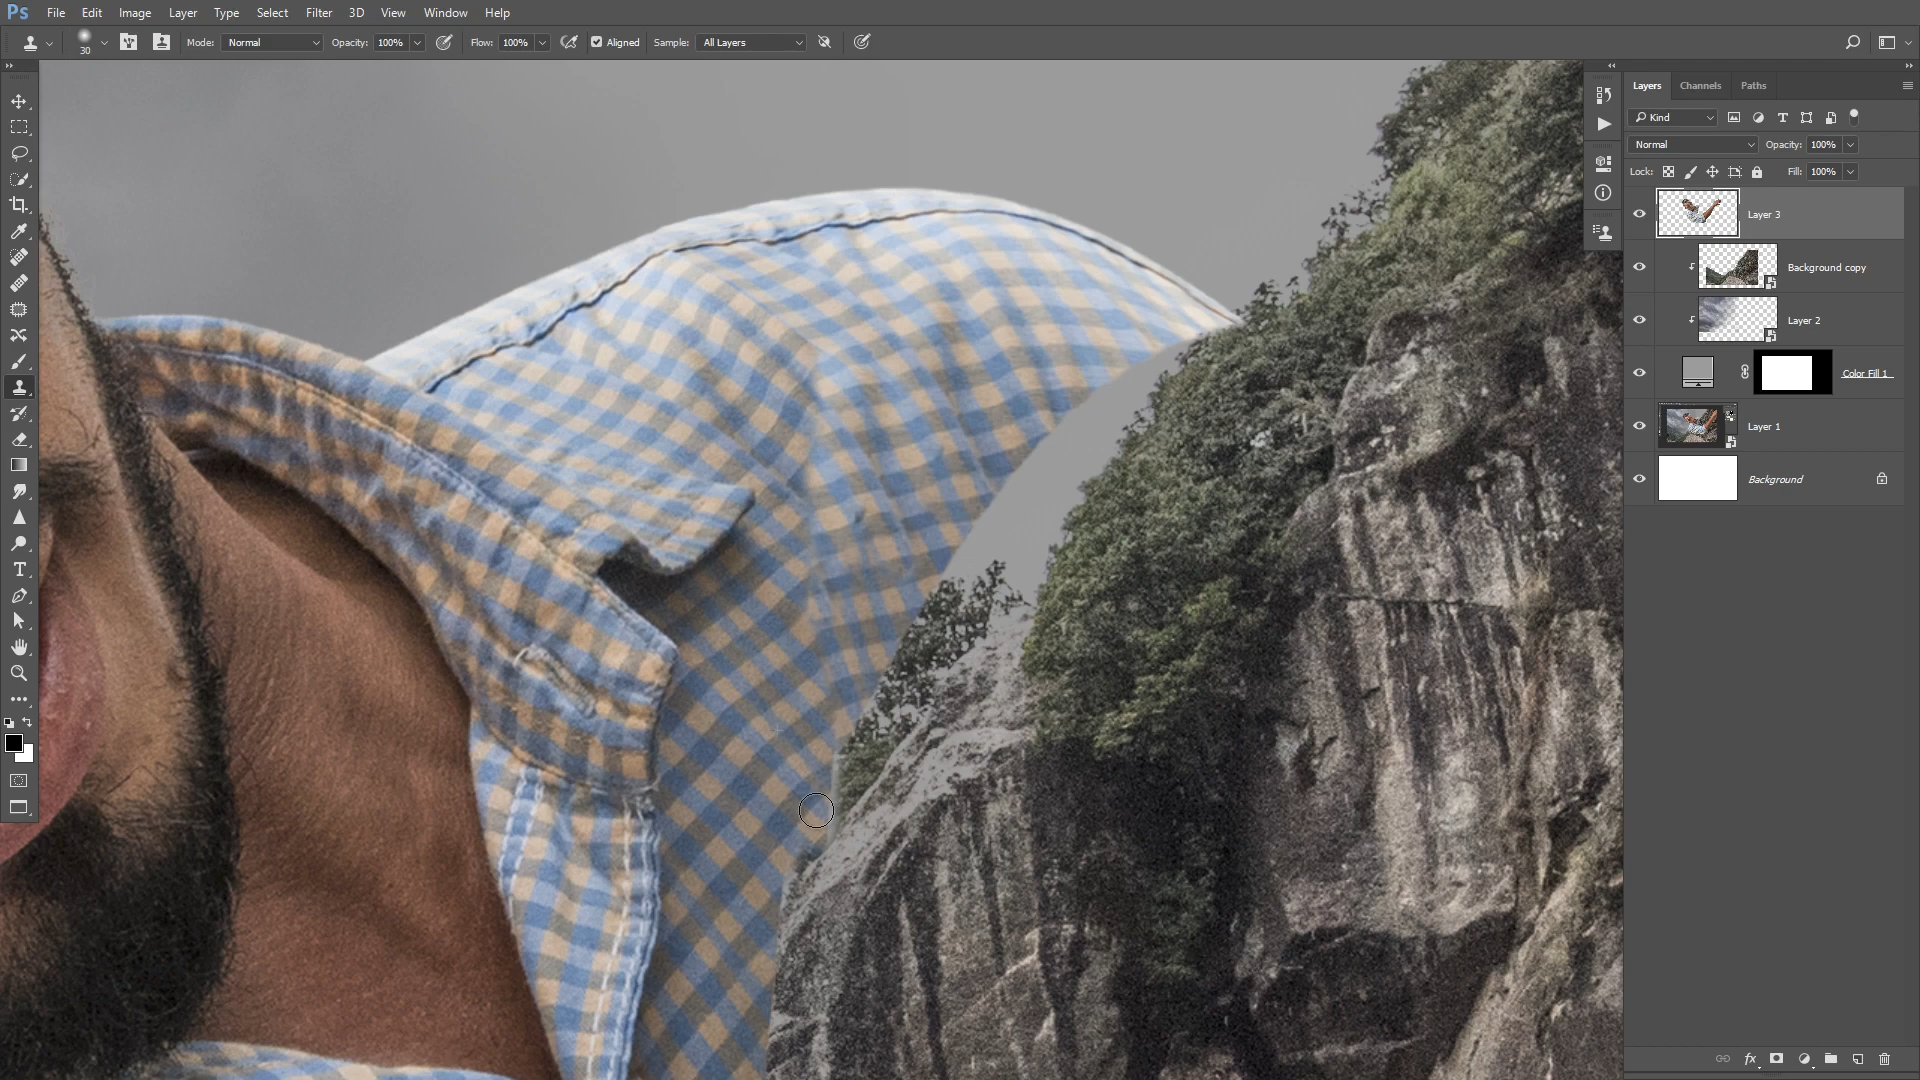 Ps File Edit Image Layer Type Select Filter 3D View Window Help
30 Mode: Normal Opacity: 100% Flow: 100% Aligned Sample: All Layers
Layers Channels Paths
Kind
Normal Opacity: 100%
Lock: Fill: 100%
Layer 3
Background copy
Layer 2
Color Fill 1
Layer 1
Background